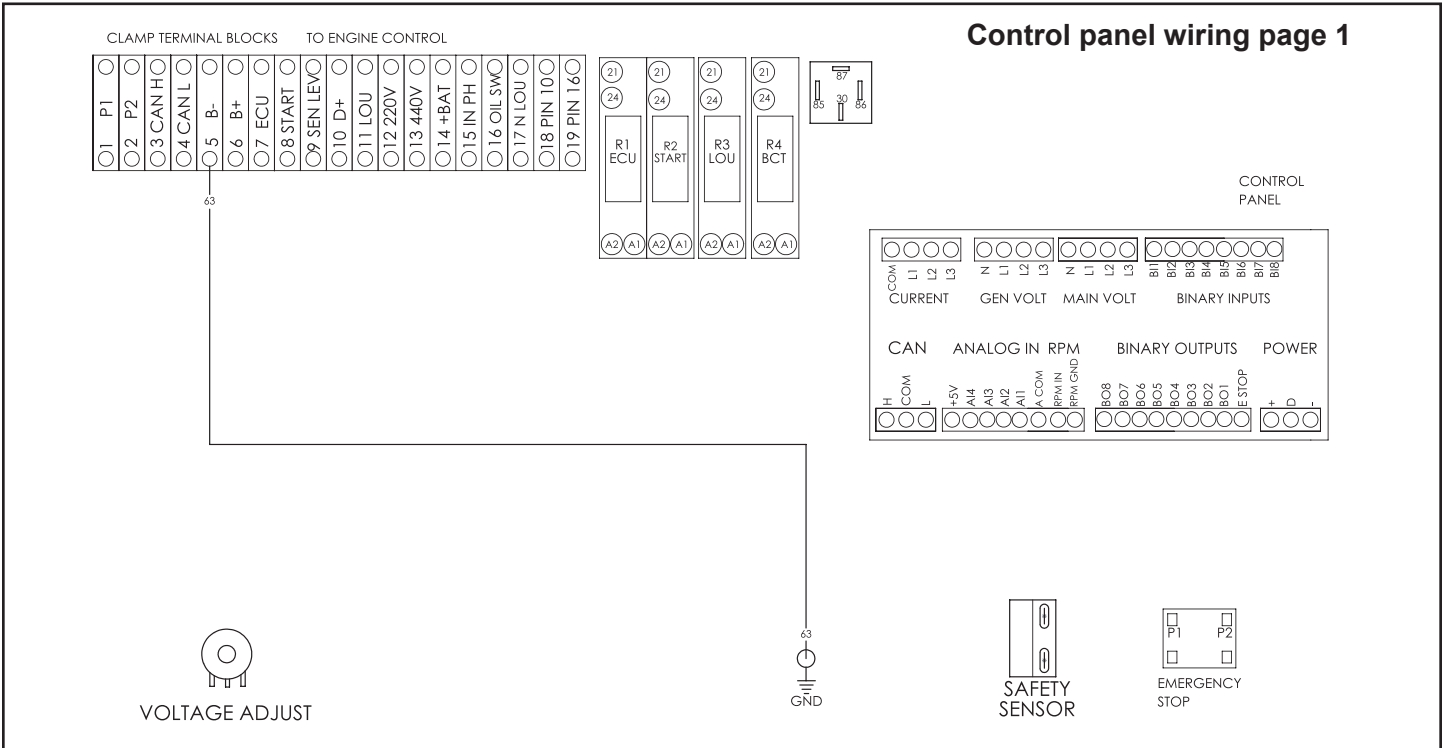 Control panel wiring page 1
CLAMP TERMINAL BLOCKS TO ENGINE CONTROL
1 P1
2 P2
3 CAN H
4 CAN L
5 B-
6 B+
7 ECU
8 START
9 SEN LEV
10 D+
11 LOU
12 220V
13 440V
14 +BAT
15 IN PH
16 OIL SW
17 N LOU
18 PIN 10
19 PIN 16
21
24
R1
ECU
A2 A1
21
24
R2
START
A2 A1
21
24
R3
LOU
A2 A1
21
24
R4
BCT
A2 A1
87
85 30 86
63
CONTROL
PANEL
COM L1 L2 L3
CURRENT
N L1 L2 L3
GEN VOLT
N L1 L2 L3
MAIN VOLT
BI1 BI2 BI3 BI4 BI5 BI6 BI7 BI8
BINARY INPUTS
CAN
H COM L
ANALOG IN RPM
+5V AI4 AI3 AI2 AI1 A COM RPM IN RPM GND
BINARY OUTPUTS
BO8 BO7 BO6 BO5 BO4 BO3 BO2 BO1 E STOP
POWER
+ D -
VOLTAGE ADJUST
63
GND
SAFETY
SENSOR
P1 P2
EMERGENCY
STOP